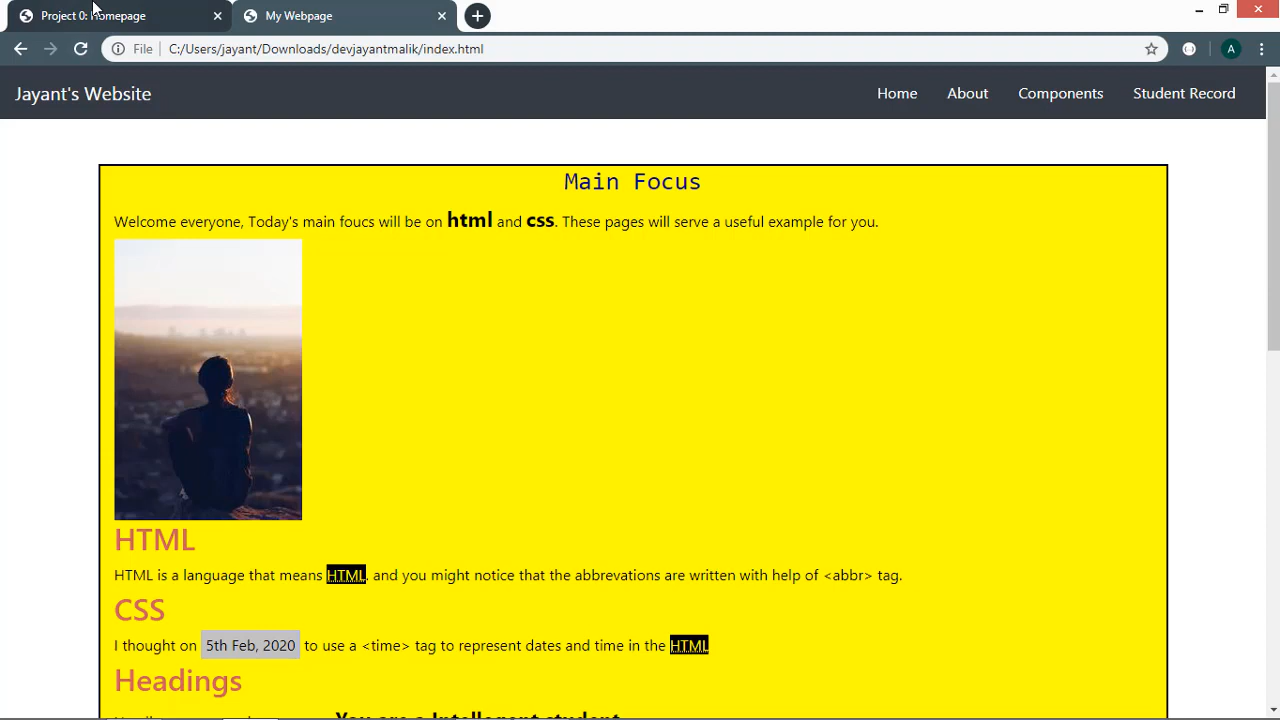 Project 0: Homepage
My Webpage
File C:/Users/jayant/Downloads/devjayantmalik/index.html
A
Jayant's Website
Home About Components Student Record
Main Focus
Welcome everyone, Today's main foucs will be on html and css. These pages will serve a useful example for you.
HTML
HTML is a language that means HTML. and you might notice that the abbrevations are written with help of <abbr> tag.
CSS
I thought on 5th Feb, 2020 to use a <time> tag to represent dates and time in the HTML
Headings
You are a Intellegent student